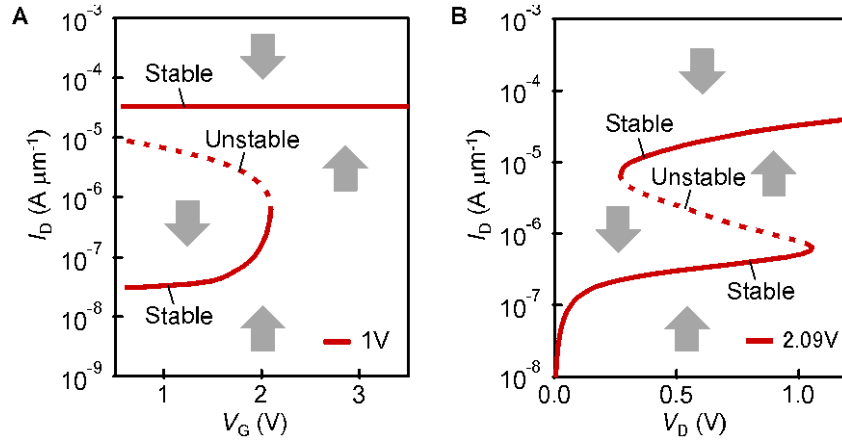 A
10⁻³
10⁻⁴
10⁻⁵
10⁻⁶
10⁻⁷
10⁻⁸
10⁻⁹
I_D (A μm⁻¹)
Stable
Unstable
Stable
1V
1
2
3
V_G (V)
B
10⁻³
10⁻⁴
10⁻⁵
10⁻⁶
10⁻⁷
10⁻⁸
I_D (A μm⁻¹)
Stable
Unstable
Stable
2.09V
0.0
0.5
1.0
V_D (V)